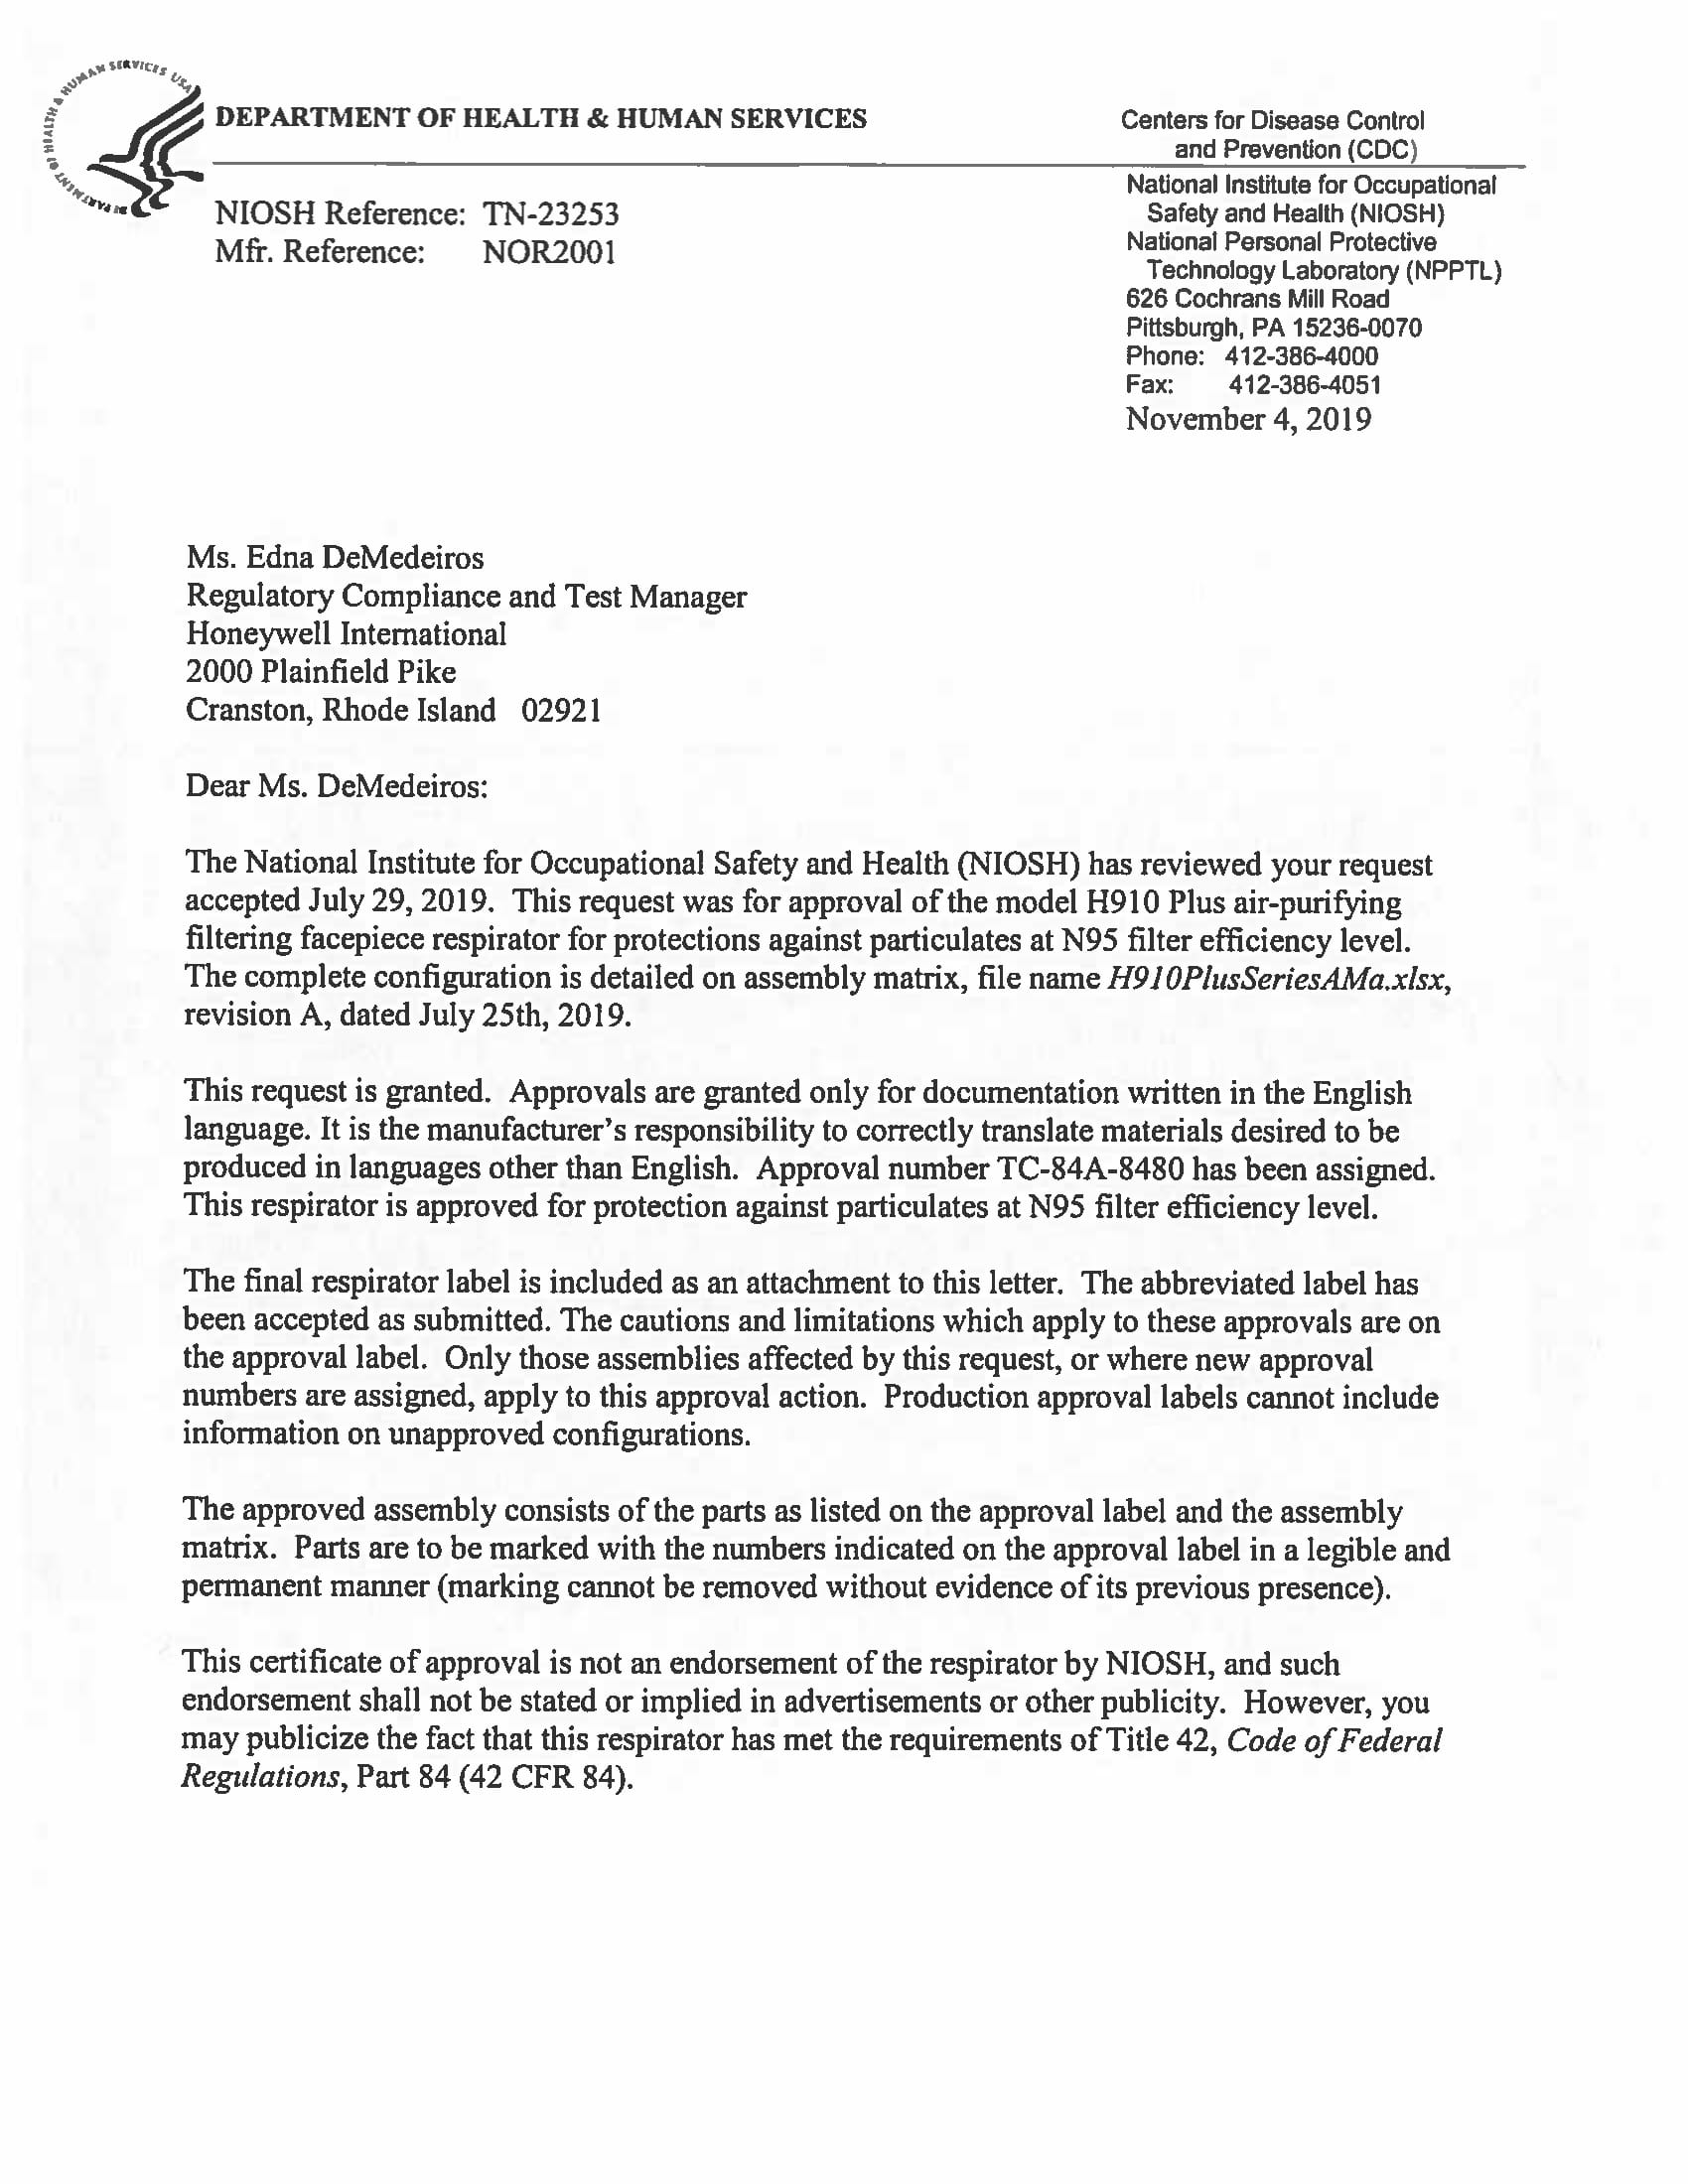 DEPARTMENT OF HEALTH & HUMAN SERVICES
DEPARTMENT OF HEALTH & HUMAN SERVICES USA
Centers for Disease Control
and Prevention (CDC)
National Institute for Occupational
Safety and Health (NIOSH)
National Personal Protective
Technology Laboratory (NPPTL)
626 Cochrans Mill Road
Pittsburgh, PA 15236-0070
Phone: 412-386-4000
Fax: 412-386-4051
November 4, 2019
NIOSH Reference: TN-23253
Mfr. Reference: NOR2001
Ms. Edna DeMedeiros
Regulatory Compliance and Test Manager
Honeywell International
2000 Plainfield Pike
Cranston, Rhode Island 02921
Dear Ms. DeMedeiros:
The National Institute for Occupational Safety and Health (NIOSH) has reviewed your request
accepted July 29, 2019. This request was for approval of the model H910 Plus air-purifying
filtering facepiece respirator for protections against particulates at N95 filter efficiency level.
The complete configuration is detailed on assembly matrix, file name H910PlusSeriesAMa.xlsx,
revision A, dated July 25th, 2019.
This request is granted. Approvals are granted only for documentation written in the English
language. It is the manufacturer's responsibility to correctly translate materials desired to be
produced in languages other than English. Approval number TC-84A-8480 has been assigned.
This respirator is approved for protection against particulates at N95 filter efficiency level.
The final respirator label is included as an attachment to this letter. The abbreviated label has
been accepted as submitted. The cautions and limitations which apply to these approvals are on
the approval label. Only those assemblies affected by this request, or where new approval
numbers are assigned, apply to this approval action. Production approval labels cannot include
information on unapproved configurations.
The approved assembly consists of the parts as listed on the approval label and the assembly
matrix. Parts are to be marked with the numbers indicated on the approval label in a legible and
permanent manner (marking cannot be removed without evidence of its previous presence).
This certificate of approval is not an endorsement of the respirator by NIOSH, and such
endorsement shall not be stated or implied in advertisements or other publicity. However, you
may publicize the fact that this respirator has met the requirements of Title 42, Code of Federal
Regulations, Part 84 (42 CFR 84).